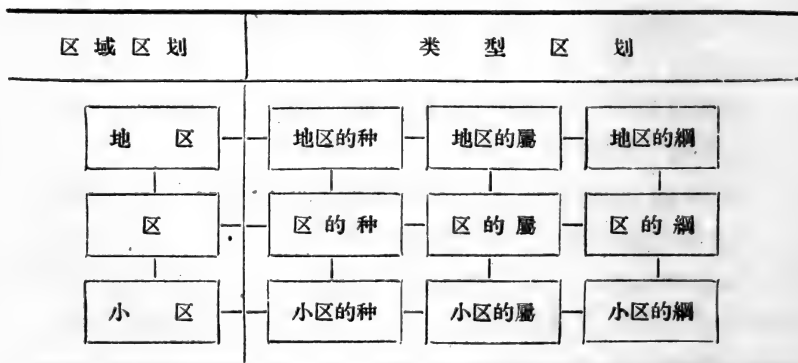 区域区划 类型区划
地区 地区的种 地区的屬 地区的綱
区 区的种 区的屬 区的綱
小区 小区的种 小区的屬 小区的綱